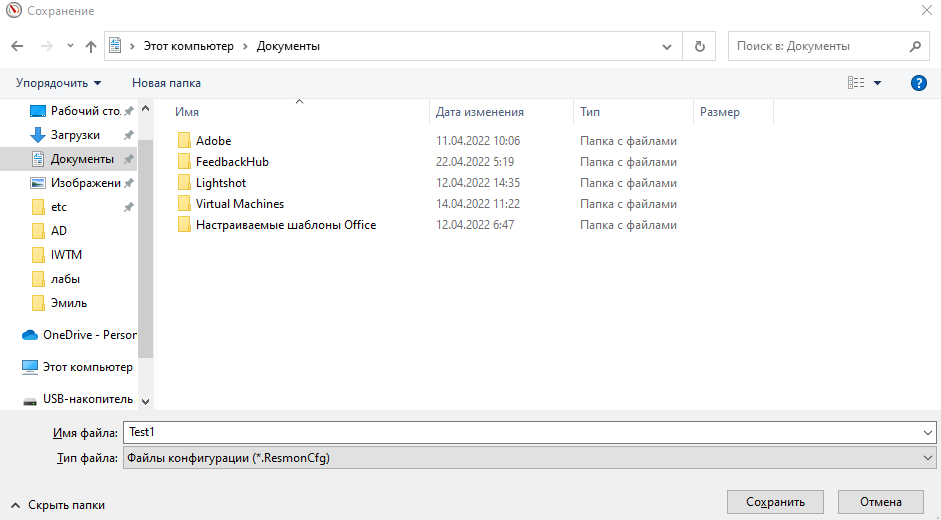 Сохранение
Этот компьютер Документы
Поиск в: Документы
Упорядочить Новая папка
Рабочий сто.
Загрузки
Документы
Изображени
etc
AD
IWTM
лабы
Эмиль
OneDrive - Person
Этот компьютер
USB-накопитель
Имя Дата изменения Тип Размер
Adobe 11.04.2022 10:06 Папка с файлами
FeedbackHub 22.04.2022 5:19 Папка с файлами
Lightshot 12.04.2022 14:35 Папка с файлами
Virtual Machines 14.04.2022 11:22 Папка с файлами
Настраиваемые шаблоны Office 12.04.2022 6:47 Папка с файлами
Имя файла: Test1
Тип файла: Файлы конфигурации (*.ResmonCfg)
Скрыть папки Сохранить Отмена